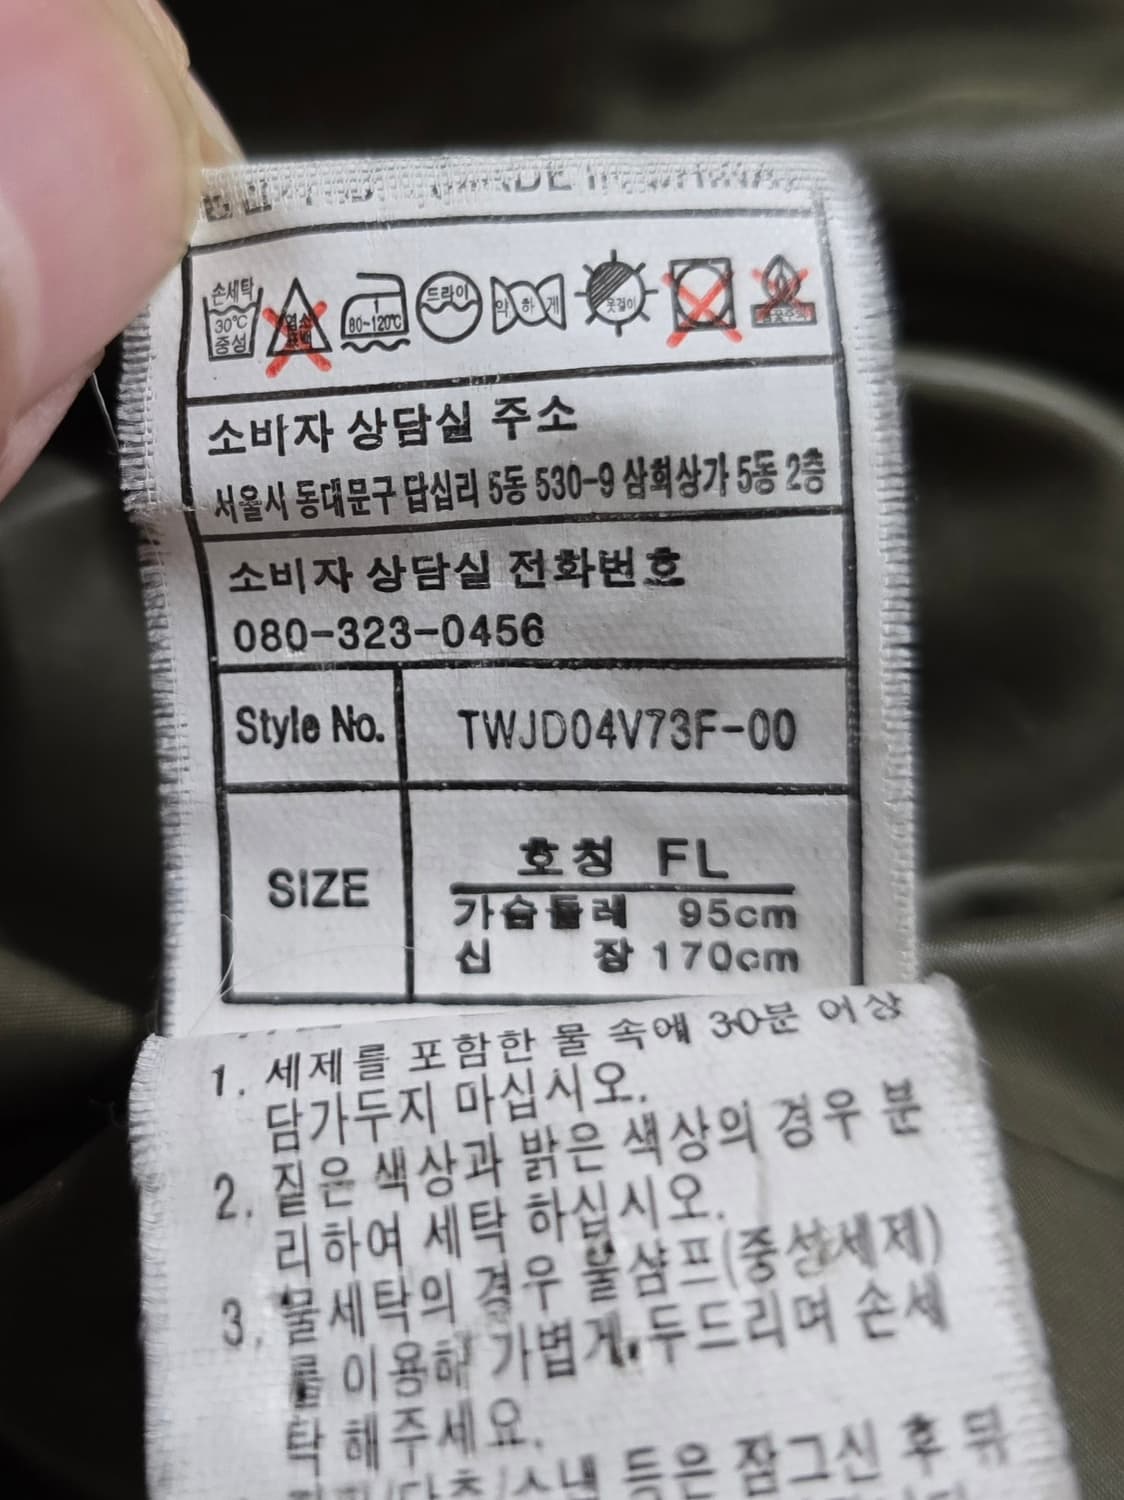 손세탁
30℃
중성
80~120℃
드라이
약 하 게
옷걸이
소비자 상담실 주소
서울시 동대문구 답십리 5동 530-9 삼희상가 5동 2층
소비자 상담실 전화번호
080-323-0456
Style No. TWJD04V73F-00
SIZE
호칭 FL
가슴둘레 95cm
신 장 170cm
1. 세제를 포함한 물 속에 30분 이상
담가두지 마십시오.
2. 짙은 색상과 밝은 색상의 경우 분
리하여 세탁 하십시오.
3. 물세탁의 경우 울샴프(중성세제)
를 이용해 가볍게 두드리며 손세
탁 해주세요.
등은 잠그신 후 뒤